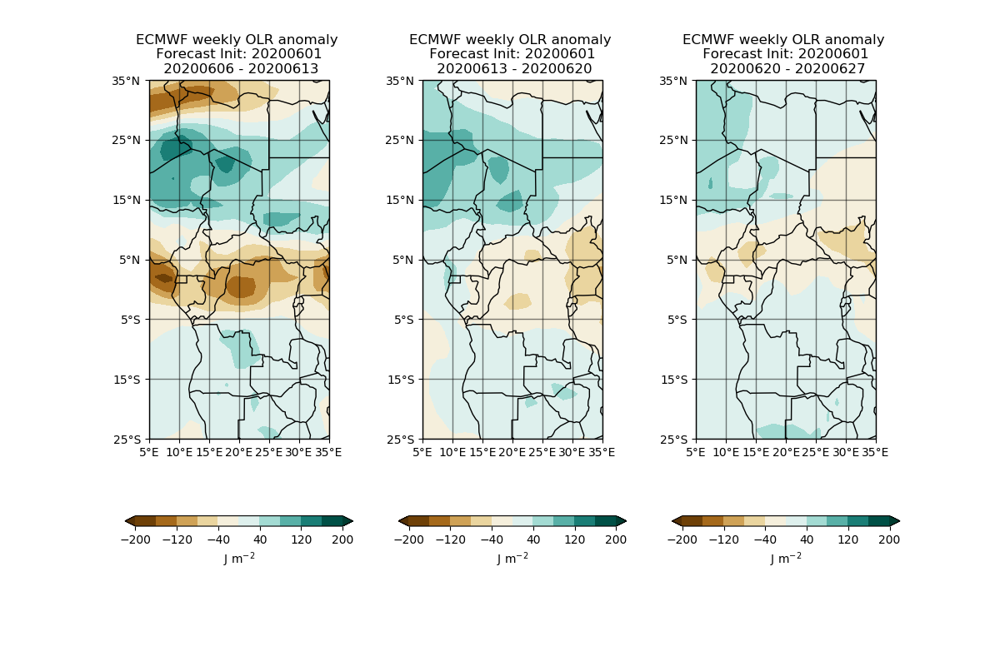 ECMWF weekly OLR anomaly
Forecast Init: 20200601
20200606 - 20200613
35°N
25°N
15°N
5°N
5°S
15°S
25°S
5°E 10°E 15°E 20°E 25°E 30°E 35°E
−200 −120 −40 40 120 200
J m−2
ECMWF weekly OLR anomaly
Forecast Init: 20200601
20200613 - 20200620
35°N
25°N
15°N
5°N
5°S
15°S
25°S
5°E 10°E 15°E 20°E 25°E 30°E 35°E
−200 −120 −40 40 120 200
J m−2
ECMWF weekly OLR anomaly
Forecast Init: 20200601
20200620 - 20200627
35°N
25°N
15°N
5°N
5°S
15°S
25°S
5°E 10°E 15°E 20°E 25°E 30°E 35°E
−200 −120 −40 40 120 200
J m−2